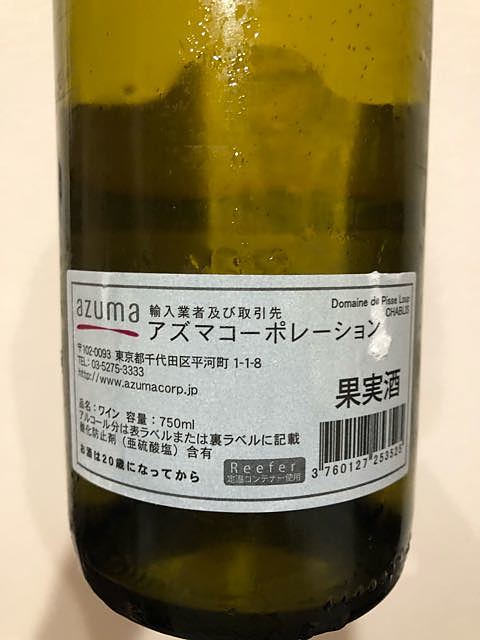 azuma
輸入業者及び取引先
Domaine de Pisse Loup
CHABLIS
アズマコーポレーション
〒102-0093 東京都千代田区平河町 1-1-8
TEL: 03-5275-3333
http://www.azumacorp.jp
果実酒
品名:ワイン 容量:750ml
アルコール分は表ラベルまたは裏ラベルに記載
酸化防止剤(亜硫酸塩)含有
お酒は20歳になってから
Reefer
定温コンテナー使用
3 760127 253525